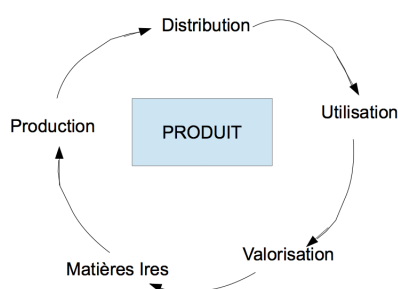 Distribution
Utilisation
Production
PRODUIT
Valorisation
Matières Ires